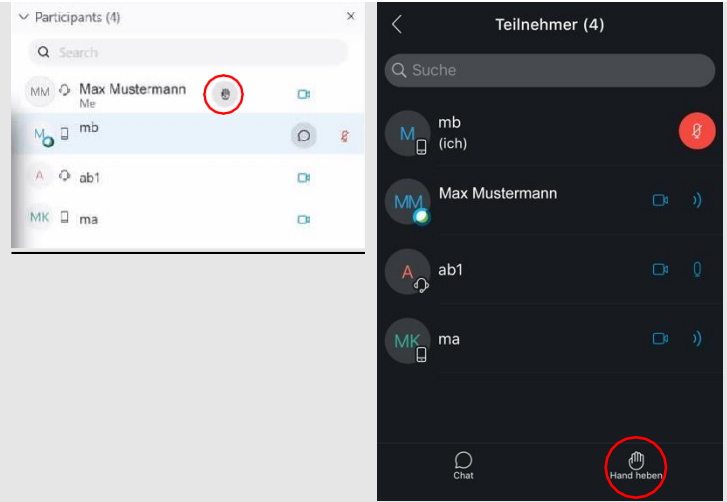 Participants (4)
Search
MM Max Mustermann
Me
M mb
A ab1
MK ma
Teilnehmer (4)
Suche
M mb
(ich)
MM Max Mustermann
A ab1
MK ma
Chat Hand heben